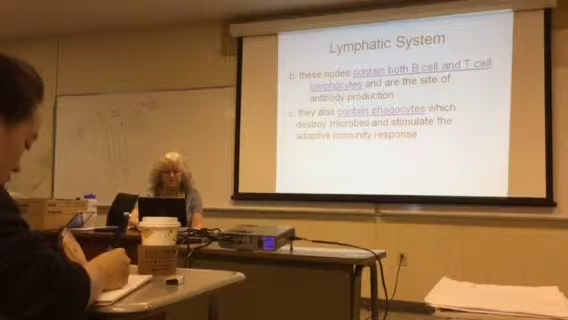 Lymphatic System
b. these nodes contain both B cell and T cell
lymphocytes and are the site of
antibody production
c. they also contain phagocytes which
destroy microbes and stimulate the
adaptive immunity response